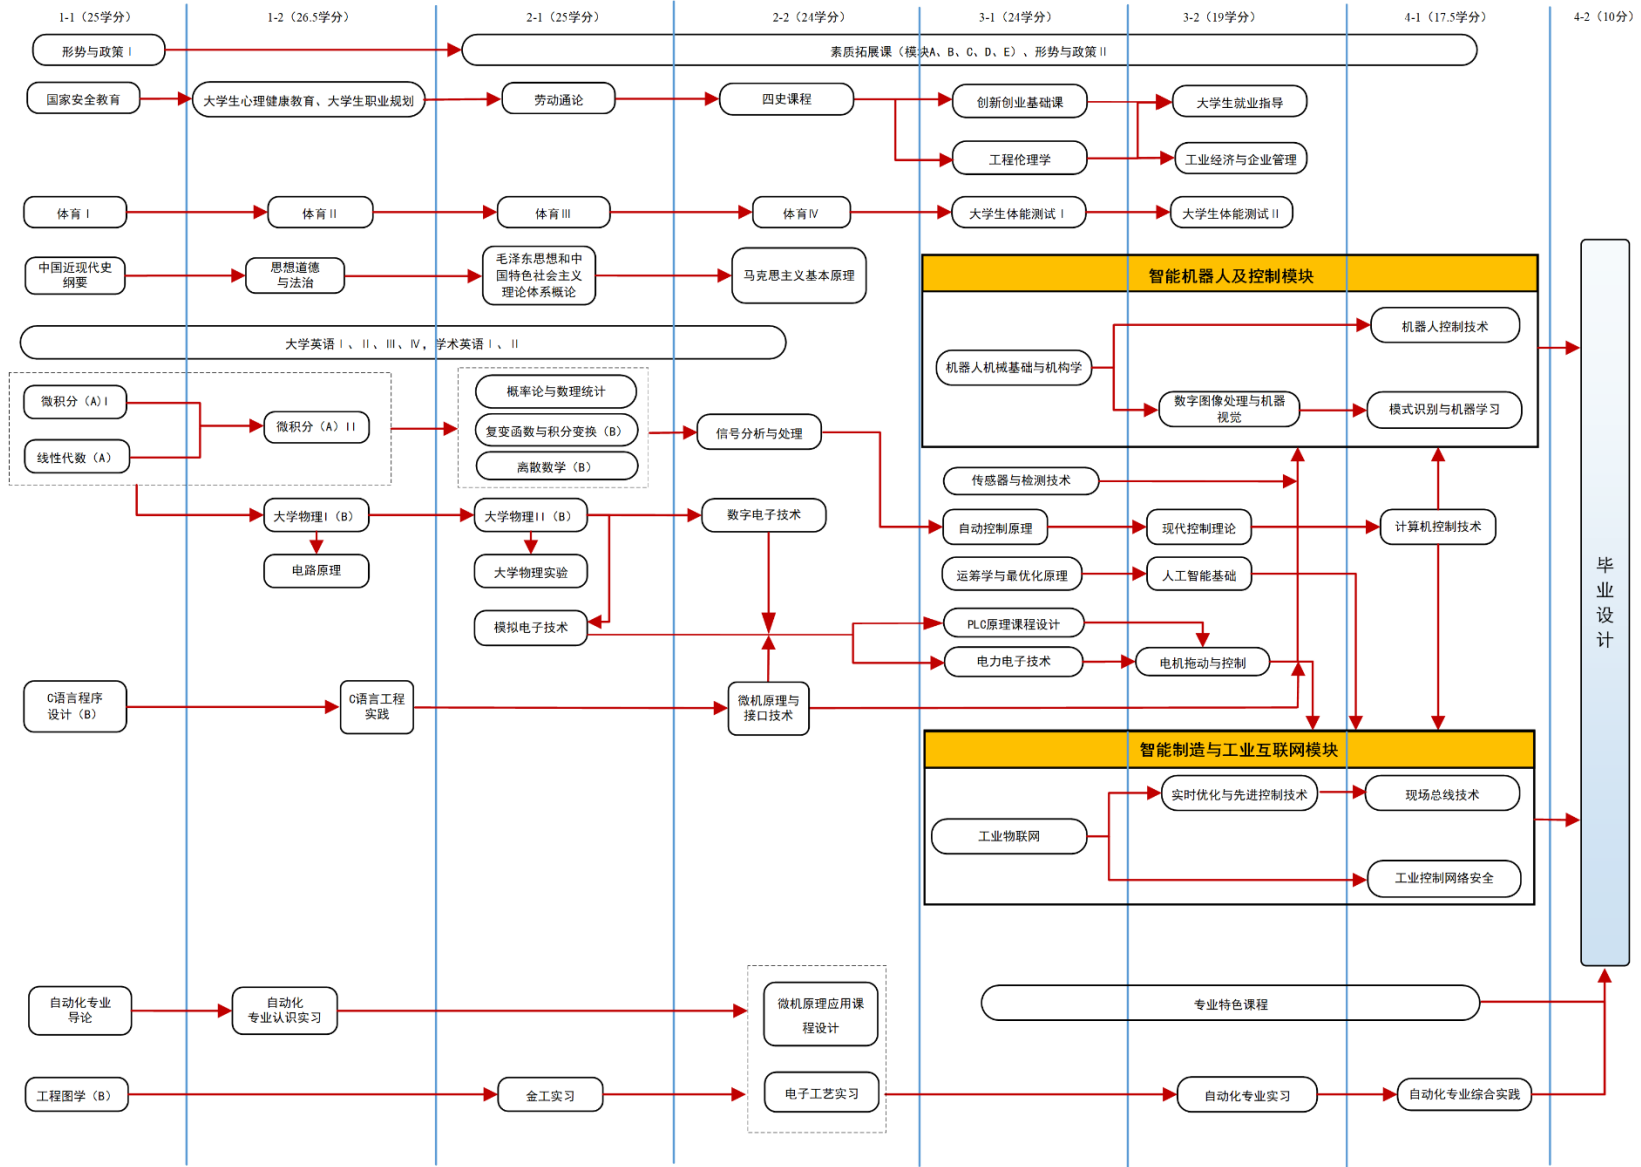 1-1（25学分）
1-2（26.5学分）
2-1（25学分）
2-2（24学分）
3-1（24学分）
3-2（19学分）
4-1（17.5学分）
4-2（10分）
形势与政策Ⅰ
素质拓展课（模块A、B、C、D、E）、形势与政策Ⅱ
国家安全教育
大学生心理健康教育、大学生职业规划
劳动通论
四史课程
创新创业基础课
大学生就业指导
工程伦理学
工业经济与企业管理
体育Ⅰ
体育Ⅱ
体育Ⅲ
体育Ⅳ
大学生体能测试Ⅰ
大学生体能测试Ⅱ
中国近现代史
纲要
思想道德
与法治
毛泽东思想和中
国特色社会主义
理论体系概论
马克思主义基本原理
智能机器人及控制模块
机器人控制技术
机器人机械基础与机构学
数字图像处理与机器
视觉
模式识别与机器学习
大学英语Ⅰ、Ⅱ、Ⅲ、Ⅳ，学术英语Ⅰ、Ⅱ
微积分（A）I
线性代数（A）
微积分（A）II
概率论与数理统计
复变函数与积分变换（B）
离散数学（B）
信号分析与处理
传感器与检测技术
大学物理I（B）
大学物理II（B）
数字电子技术
自动控制原理
现代控制理论
计算机控制技术
电路原理
大学物理实验
运筹学与最优化原理
人工智能基础
模拟电子技术
PLC原理课程设计
电力电子技术
电机拖动与控制
毕
业
设
计
C语言程序
设计（B）
C语言工程
实践
微机原理与
接口技术
智能制造与工业互联网模块
实时优化与先进控制技术
现场总线技术
工业物联网
工业控制网络安全
自动化专业
导论
自动化
专业认识实习
微机原理应用课
程设计
专业特色课程
工程图学（B）
金工实习
电子工艺实习
自动化专业实习
自动化专业综合实践